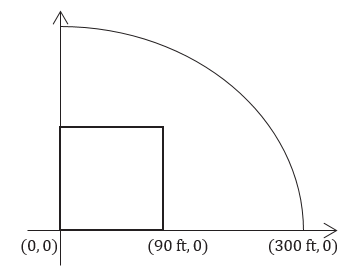 (0, 0) (90 ft, 0) (300 ft, 0)